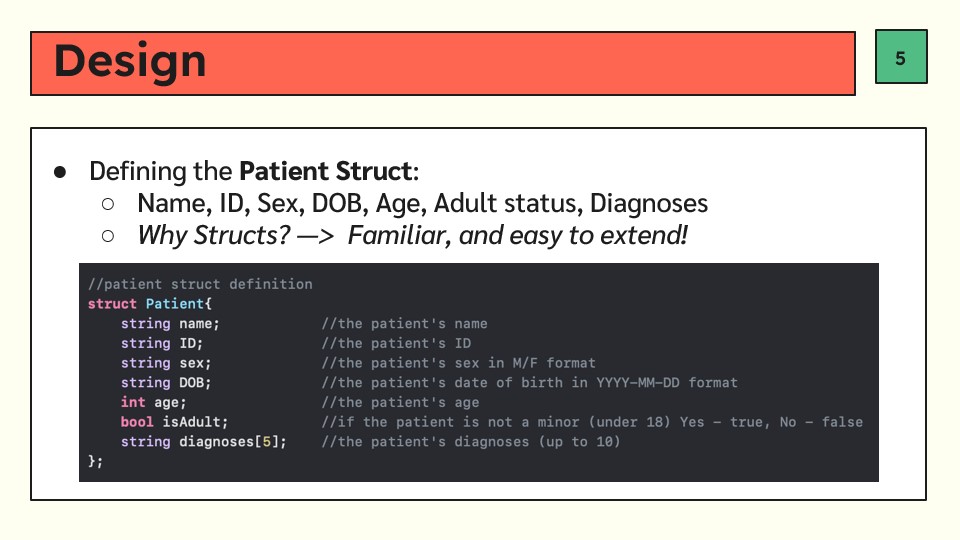 Design
5
● Defining the Patient Struct:
○ Name, ID, Sex, DOB, Age, Adult status, Diagnoses
○ Why Structs? —> Familiar, and easy to extend!
//patient struct definition
struct Patient{
    string name;            //the patient's name
    string ID;              //the patient's ID
    string sex;             //the patient's sex in M/F format
    string DOB;             //the patient's date of birth in YYYY-MM-DD format
    int age;                //the patient's age
    bool isAdult;           //if the patient is not a minor (under 18) Yes - true, No - false
    string diagnoses[5];    //the patient's diagnoses (up to 10)
};